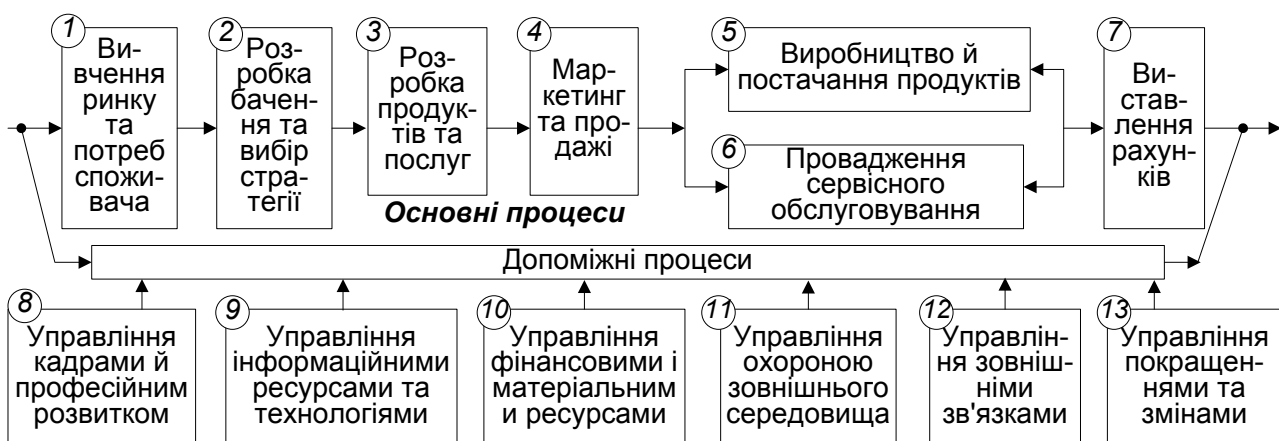 1
Ви-
вчення
ринку
та
потреб
спожи-
вача
2
Роз-
робка
бачен-
ня та
вибір
стра-
тегії
3
Роз-
робка
продук-
тів та
послуг
4
Мар-
кетинг
та про-
дажі
5
Виробництво й
постачання продуктів
6
Провадження
сервісного
обслуговування
7
Ви-
став-
лення
рахун-
ків
Основні процеси
Допоміжні процеси
8
Управління
кадрами й
професійним
розвитком
9
Управління
інформаційними
ресурсами та
технологіями
10
Управління
фінансовими і
матеріальним
и ресурсами
11
Управління
охороною
зовнішнього
середовища
12
Управлін-
ня зовніш-
німи
зв'язками
13
Управління
покращен-
нями та
змінами